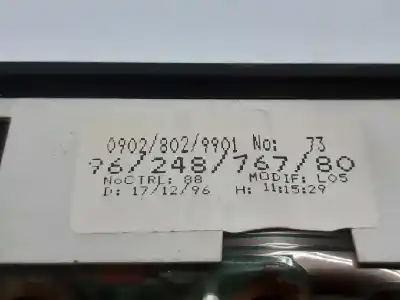 0902/802/9901 No: 73
96/248/767/80
NoCTRL: 88 MODIF: L05
D: 17/12/96 H: 11:15:29